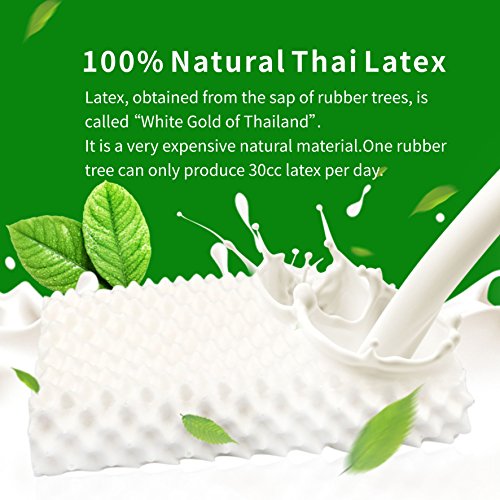 100% Natural Thai Latex
Latex, obtained from the sap of rubber trees, is
called “White Gold of Thailand”.
It is a very expensive natural material.One rubber
tree can only produce 30cc latex per day.